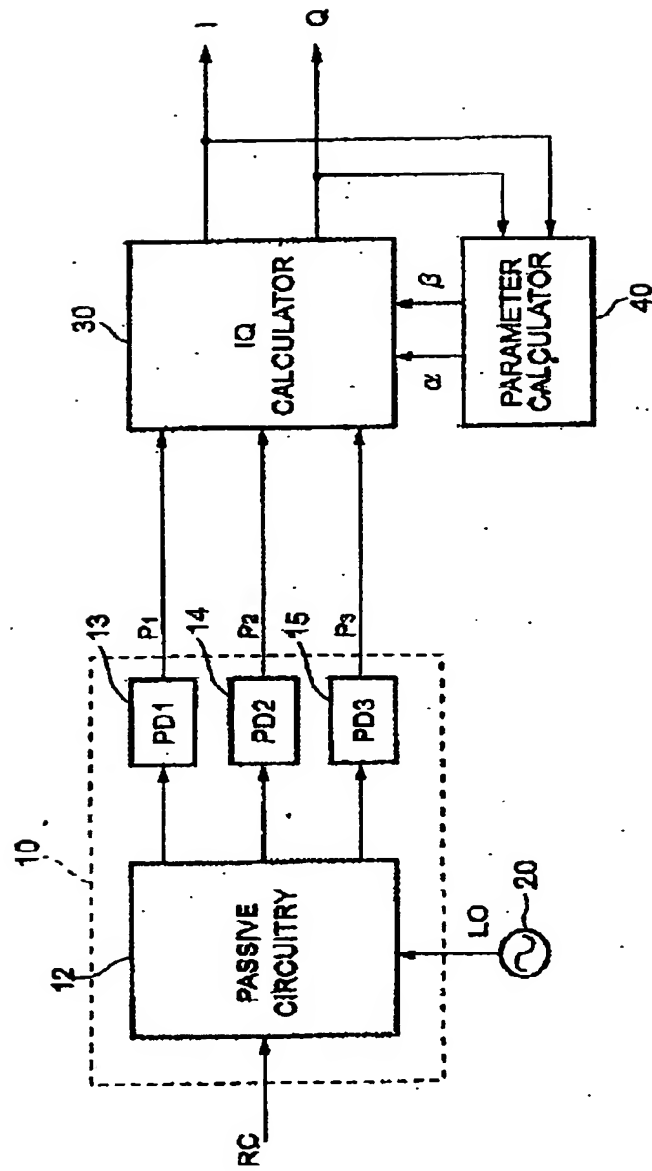 10
12
PASSIVE
CIRCUITRY
RC
LO
20
13
PD1
P1
14
PD2
P2
15
PD3
P3
30
IQ
CALCULATOR
I
Q
α
β
PARAMETER
CALCULATOR
40